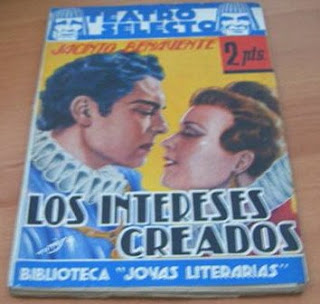 TEATRO
SELECTO
JACINTO BENAVENTE
2 pts.
LOS INTERESES
CREADOS
BIBLIOTECA "JOYAS LITERARIAS"